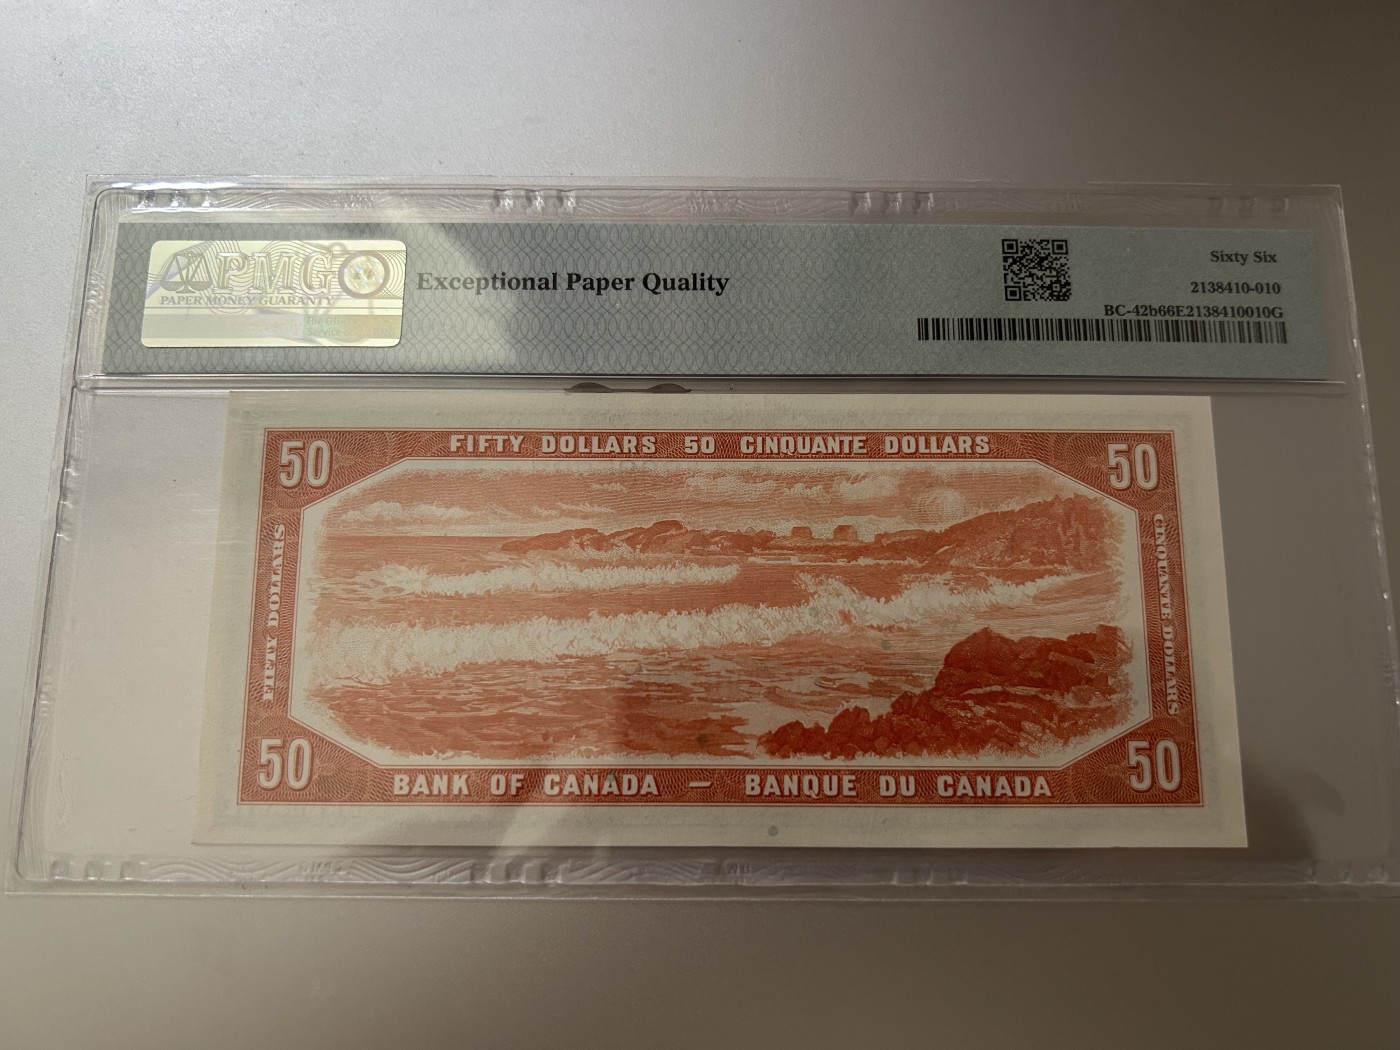 PMG
PAPER MONEY GUARANTY
Exceptional Paper Quality
Sixty Six
2138410-010
BC-42b66E2138410010G
50 FIFTY DOLLARS 50 CINQUANTE DOLLARS 50
FIFTY DOLLARS
CINQUANTE DOLLARS
50 BANK OF CANADA — BANQUE DU CANADA 50